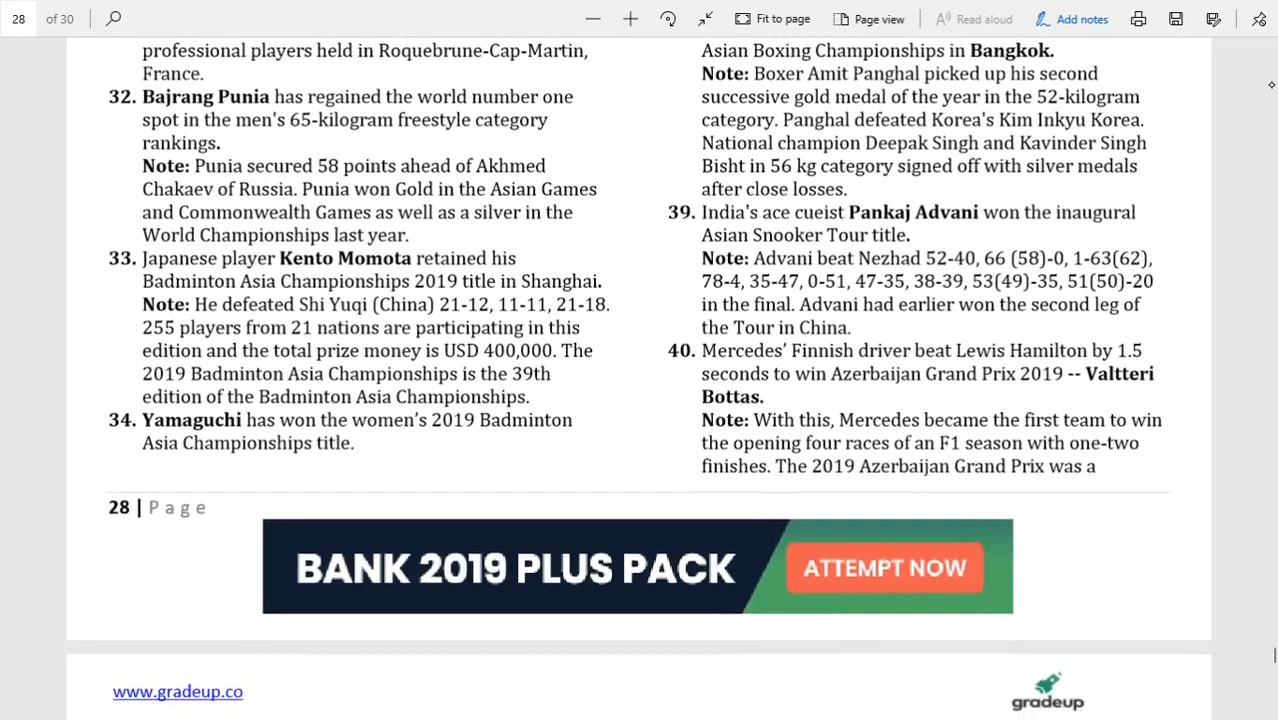 28 of 30
Fit to page
Page view
Read aloud
Add notes
professional players held in Roquebrune-Cap-Martin,
France.
32. Bajrang Punia has regained the world number one
spot in the men's 65-kilogram freestyle category
rankings.
Note: Punia secured 58 points ahead of Akhmed
Chakaev of Russia. Punia won Gold in the Asian Games
and Commonwealth Games as well as a silver in the
World Championships last year.
33. Japanese player Kento Momota retained his
Badminton Asia Championships 2019 title in Shanghai.
Note: He defeated Shi Yuqi (China) 21-12, 11-11, 21-18.
255 players from 21 nations are participating in this
edition and the total prize money is USD 400,000. The
2019 Badminton Asia Championships is the 39th
edition of the Badminton Asia Championships.
34. Yamaguchi has won the women’s 2019 Badminton
Asia Championships title.
Asian Boxing Championships in Bangkok.
Note: Boxer Amit Panghal picked up his second
successive gold medal of the year in the 52-kilogram
category. Panghal defeated Korea's Kim Inkyu Korea.
National champion Deepak Singh and Kavinder Singh
Bisht in 56 kg category signed off with silver medals
after close losses.
39. India's ace cueist Pankaj Advani won the inaugural
Asian Snooker Tour title.
Note: Advani beat Nezhad 52-40, 66 (58)-0, 1-63(62),
78-4, 35-47, 0-51, 47-35, 38-39, 53(49)-35, 51(50)-20
in the final. Advani had earlier won the second leg of
the Tour in China.
40. Mercedes’ Finnish driver beat Lewis Hamilton by 1.5
seconds to win Azerbaijan Grand Prix 2019 -- Valtteri
Bottas.
Note: With this, Mercedes became the first team to win
the opening four races of an F1 season with one-two
finishes. The 2019 Azerbaijan Grand Prix was a
28 | Page
BANK 2019 PLUS PACK
ATTEMPT NOW
www.gradeup.co
gradeup